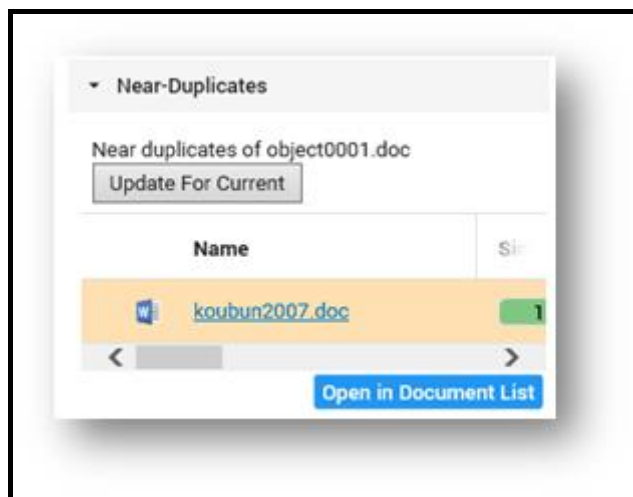 Near-Duplicates
Near duplicates of object0001.doc
Update For Current
Name
koubun2007.doc
Open in Document List